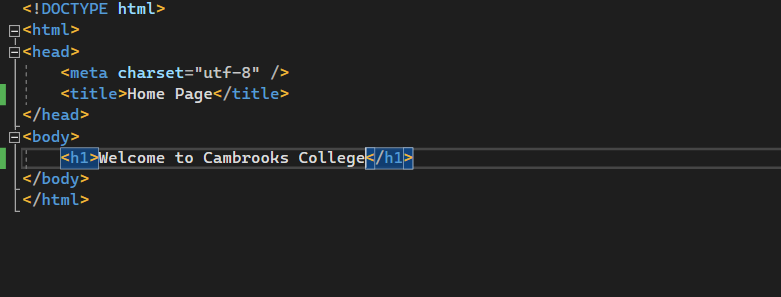 <!DOCTYPE html>
<html>
<head>
    <meta charset="utf-8" />
    <title>Home Page</title>
</head>
<body>
    <h1>Welcome to Cambrooks College</h1>
</body>
</html>